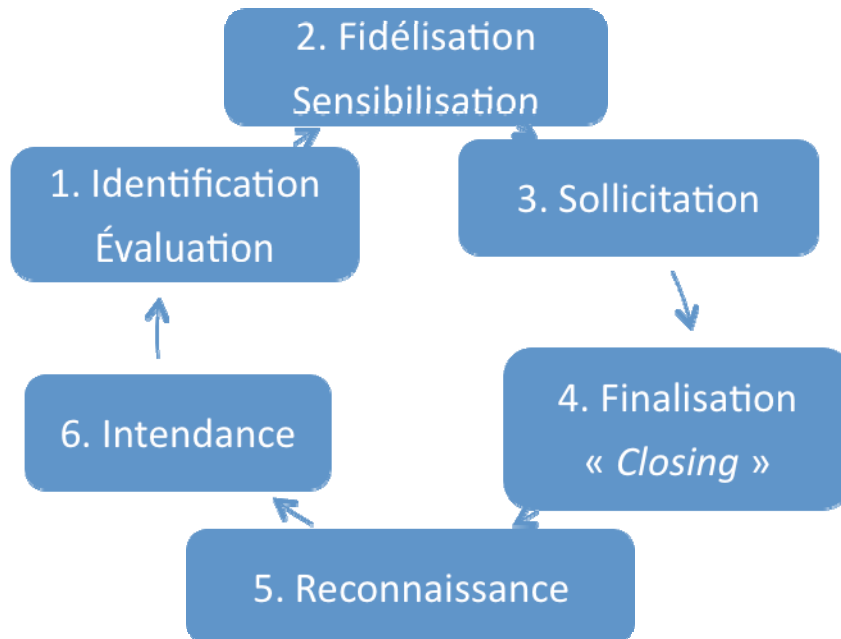 1. Identification
Évaluation
2. Fidélisation
Sensibilisation
3. Sollicitation
4. Finalisation
« Closing »
5. Reconnaissance
6. Intendance